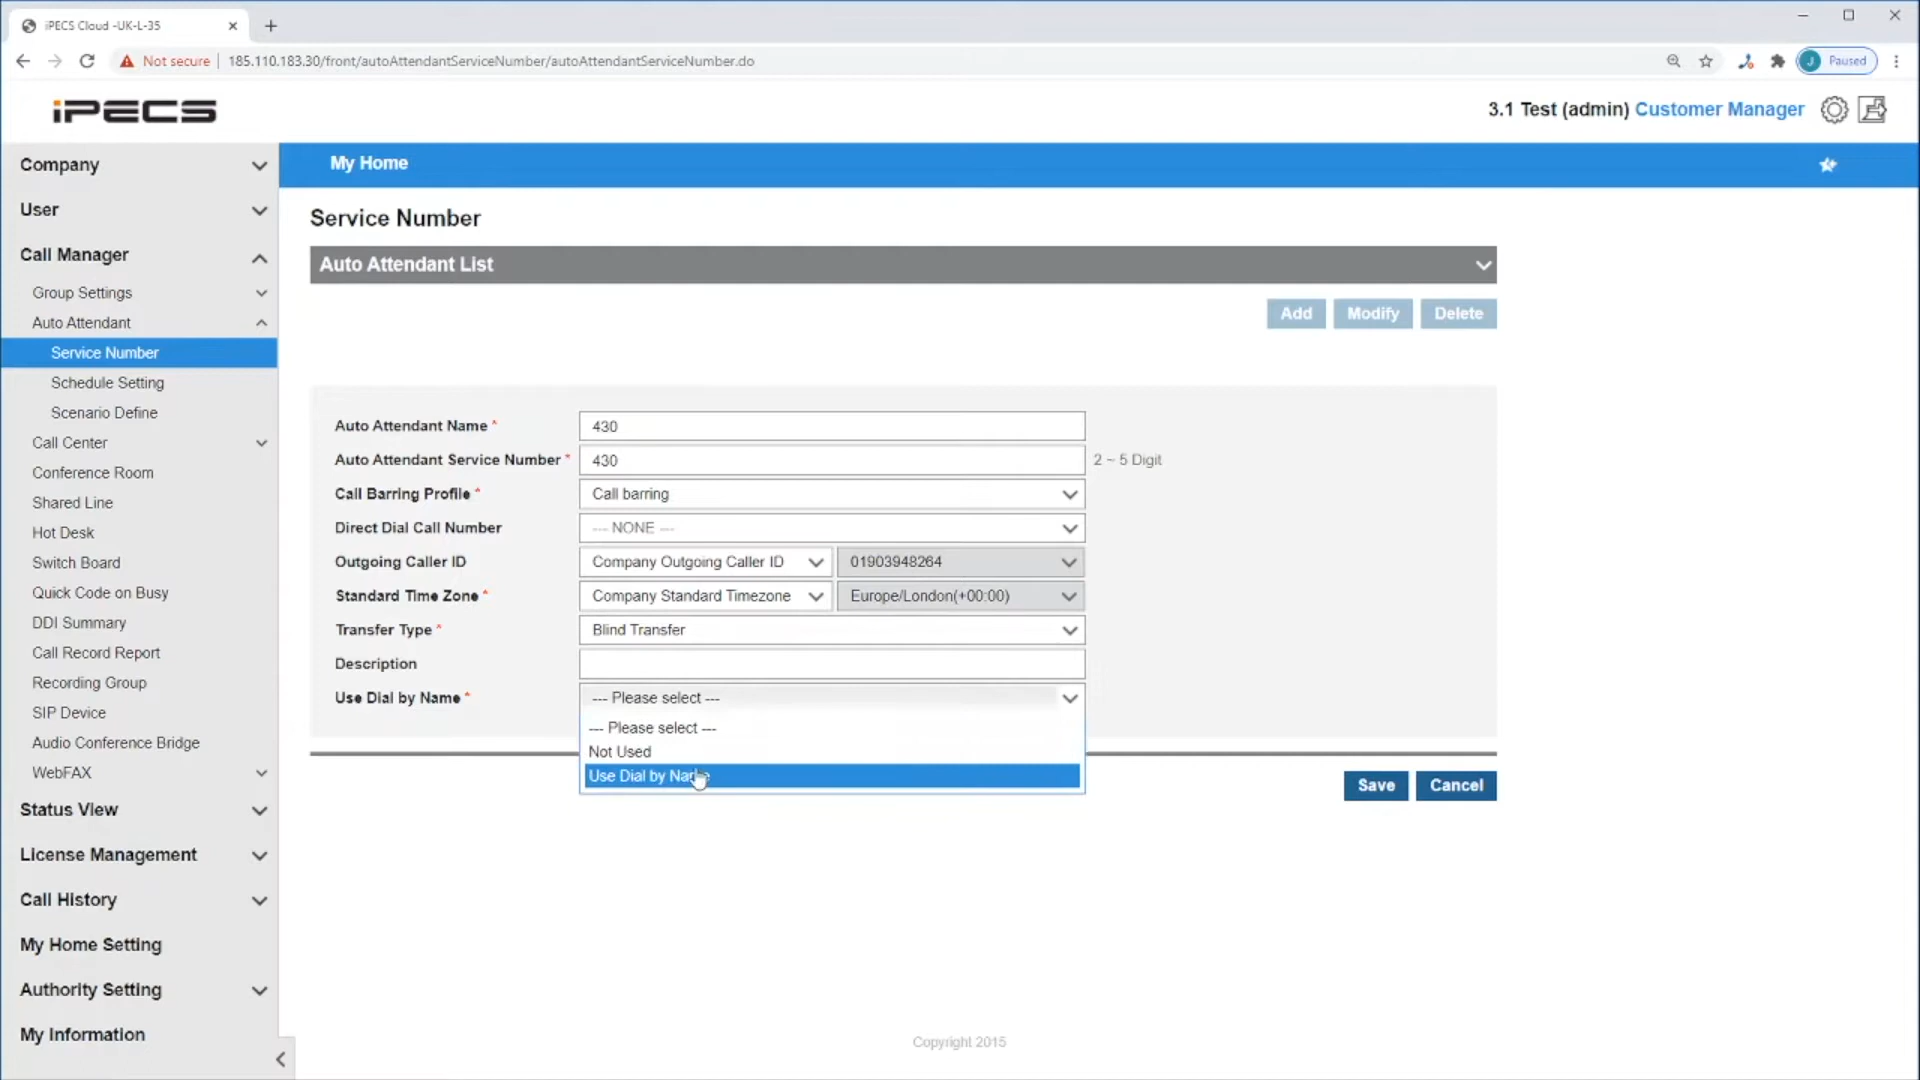 iPECS Cloud -UK-L-35
Not secure
185.110.183.30/front/autoAttendantServiceNumber/autoAttendantServiceNumber.do
J Paused
iPECS
3.1 Test (admin) Customer Manager
Company
User
Call Manager
Group Settings
Auto Attendant
Service Number
Schedule Setting
Scenario Define
Call Center
Conference Room
Shared Line
Hot Desk
Switch Board
Quick Code on Busy
DDI Summary
Call Record Report
Recording Group
SIP Device
Audio Conference Bridge
WebFAX
Status View
License Management
Call History
My Home Setting
Authority Setting
My Information
My Home
Service Number
Auto Attendant List
Add Modify Delete
Auto Attendant Name * 430
Auto Attendant Service Number * 430 2 ~ 5 Digit
Call Barring Profile * Call barring
Direct Dial Call Number --- NONE ---
Outgoing Caller ID Company Outgoing Caller ID 01903948264
Standard Time Zone * Company Standard Timezone Europe/London(+00:00)
Transfer Type * Blind Transfer
Description
Use Dial by Name * --- Please select ---
--- Please select ---
Not Used
Use Dial by Name
Save Cancel
Copyright 2015